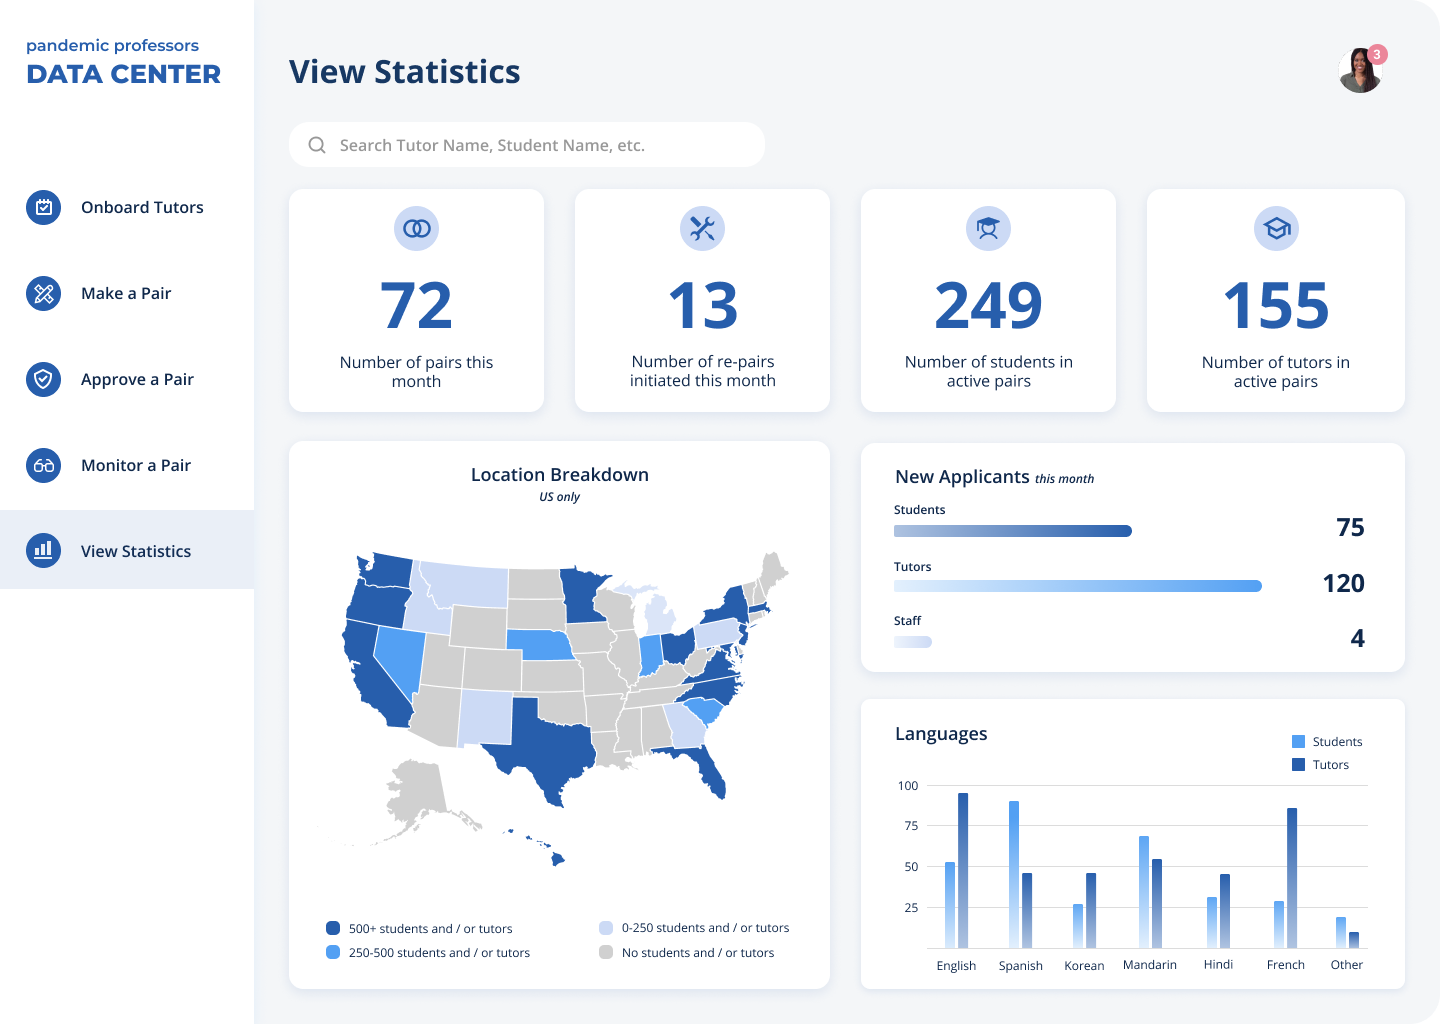 pandemic professors
DATA CENTER
Onboard Tutors
Make a Pair
Approve a Pair
Monitor a Pair
View Statistics
View Statistics
3
Search Tutor Name, Student Name, etc.
72
Number of pairs this
month
13
Number of re-pairs
initiated this month
249
Number of students in
active pairs
155
Number of tutors in
active pairs
Location Breakdown
US only
500+ students and / or tutors
250-500 students and / or tutors
0-250 students and / or tutors
No students and / or tutors
New Applicants this month
Students
75
Tutors
120
Staff
4
Languages
Students
Tutors
100
75
50
25
English Spanish Korean Mandarin Hindi French Other